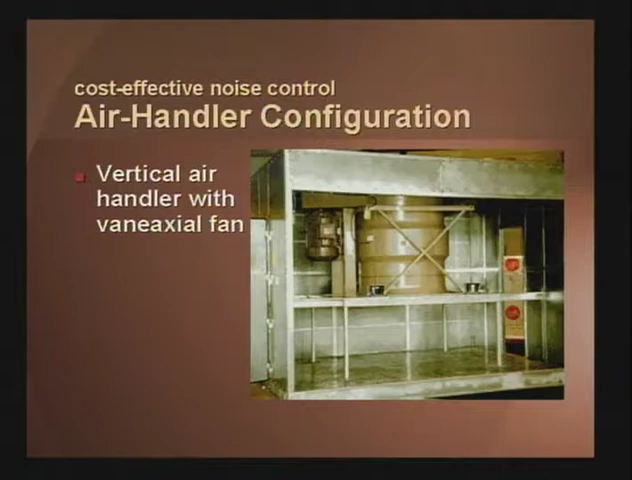 cost-effective noise control
Air-Handler Configuration
Vertical air
handler with
vaneaxial fan